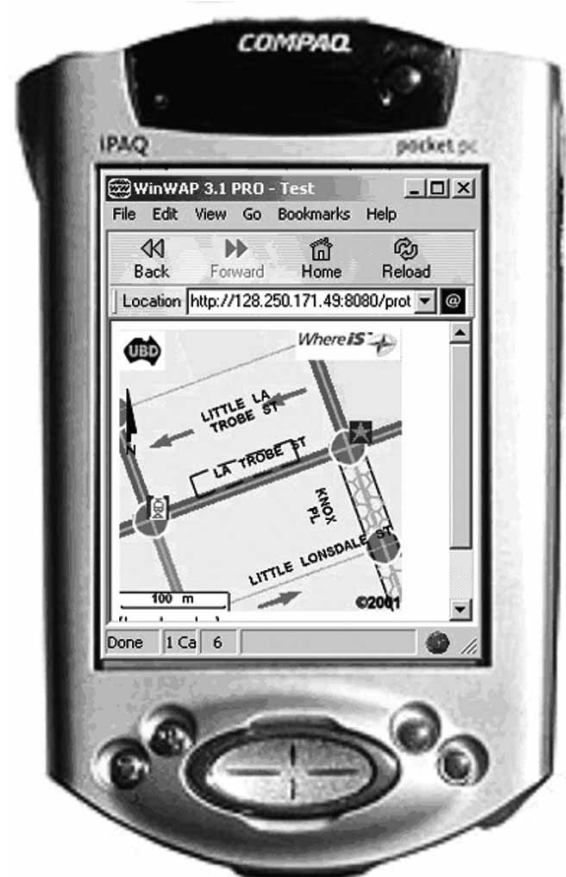 COMPAQ
iPAQ pocket pc
WinWAP 3.1 PRO - Test
File Edit View Go Bookmarks Help
Back Forward Home Reload
Location http://128.250.171.49:8080/prot @
UBD
Where iS
LITTLE LA
TROBE ST
N
LA TROBE ST
KNOX
PL
LITTLE LONSDALE ST
100 m
©2001
Done 1 Ca 6